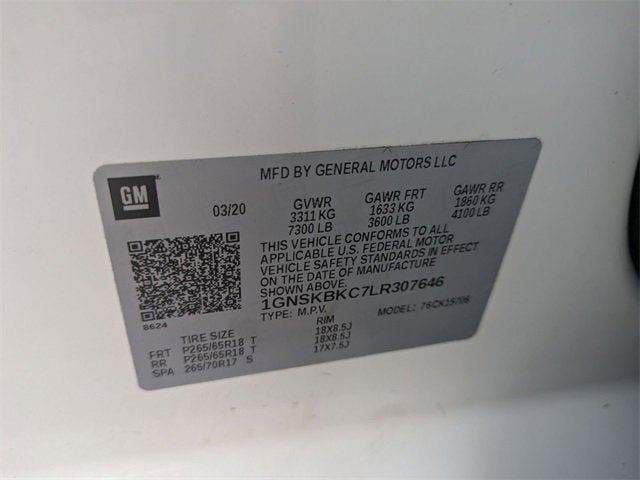 MFD BY GENERAL MOTORS LLC
GM
03/20
GVWR GAWR FRT GAWR RR
3311 KG 1633 KG 1860 KG
7300 LB 3600 LB 4100 LB
THIS VEHICLE CONFORMS TO ALL
APPLICABLE U.S. FEDERAL MOTOR
VEHICLE SAFETY STANDARDS IN EFFECT
ON THE DATE OF MANUFACTURE
SHOWN ABOVE.
1GNSKBKC7LR307646
TYPE: M.P.V. MODEL: 76CK15706
8624
TIRE SIZE RIM
FRT P265/65R18 T 18X8.5J
RR P265/65R18 T 18X8.5J
SPA 265/70R17 S 17X7.5J